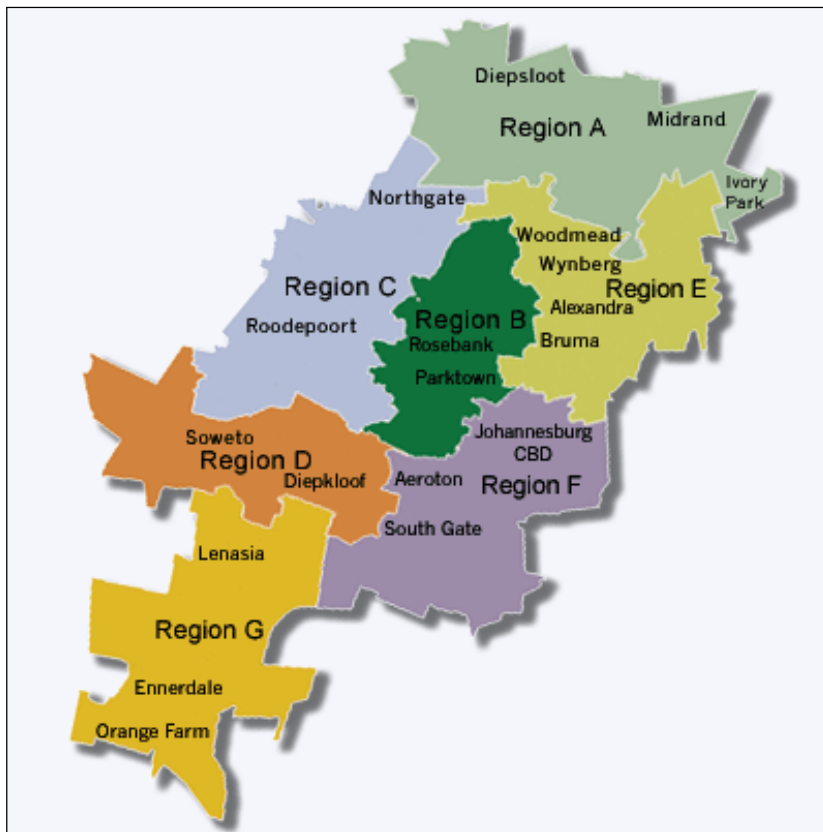 Diepsloot
Midrand
Region A
Ivory
Park
Northgate
Woodmead
Wynberg
Region C
Region E
Alexandra
Region B
Roodepoort
Rosebank
Bruma
Parktown
Johannesburg
CBD
Soweto
Region D
Diepkloof
Aeroton
Region F
South Gate
Lenasia
Region G
Ennerdale
Orange Farm